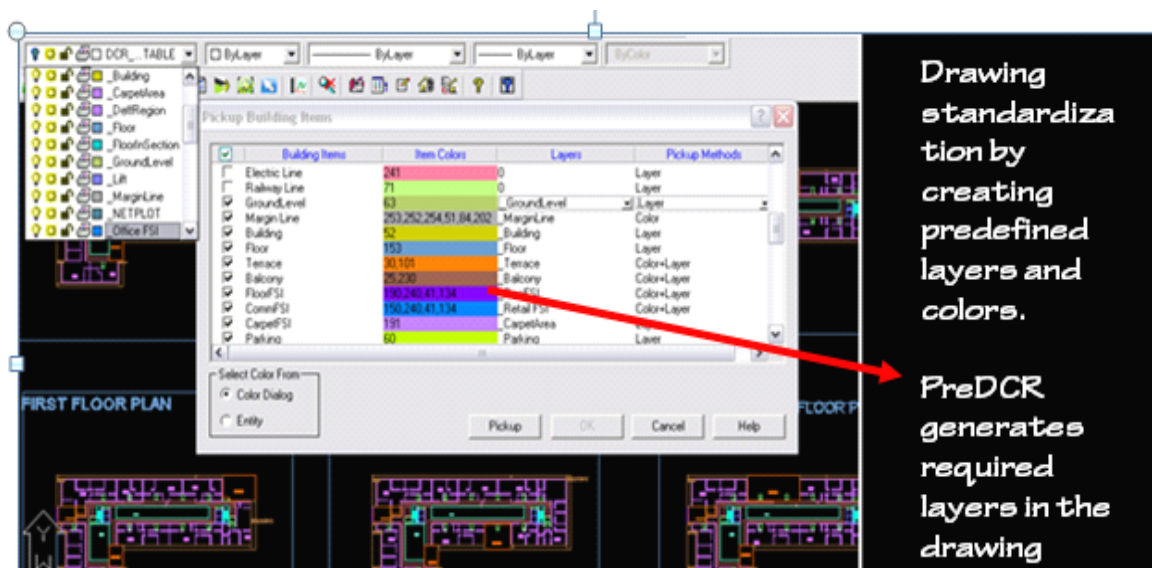 DCR_...TABLE
ByLayer
ByLayer
ByLayer
ByColor
_Building
_CarpetArea
_DeffRegion
_Floor
_FloorInSection
_GroundLevel
_Lift
_MarginLine
_NETPLOT
_Office FSI
Pickup Building Items
Building Items Item Colors Layers Pickup Methods
Electric Line 241 0 Layer
Railway Line 71 0 Layer
GroundLevel 63 _GroundLevel Layer
Margin Line 253,252,254,51,84,202 _MarginLine Color
Building 52 _Building Layer
Floor 153 _Floor Layer
Terrace 30,101 _Terrace Color+Layer
Balcony 25,230 _Balcony Color+Layer
FloorFSI 190,240,41,134 Color+Layer
CommFSI 150,240,41,134 _Retail FSI Color+Layer
CarpetFSI 191 _CarpetArea
Parking 60 _Parking Layer
Select Color From
Color Dialog
Entity
Pickup OK Cancel Help
FIRST FLOOR PLAN
FLOOR P
Y
W
Drawing
standardiza
tion by
creating
predefined
layers and
colors.
PreDCR
generates
required
layers in the
drawing